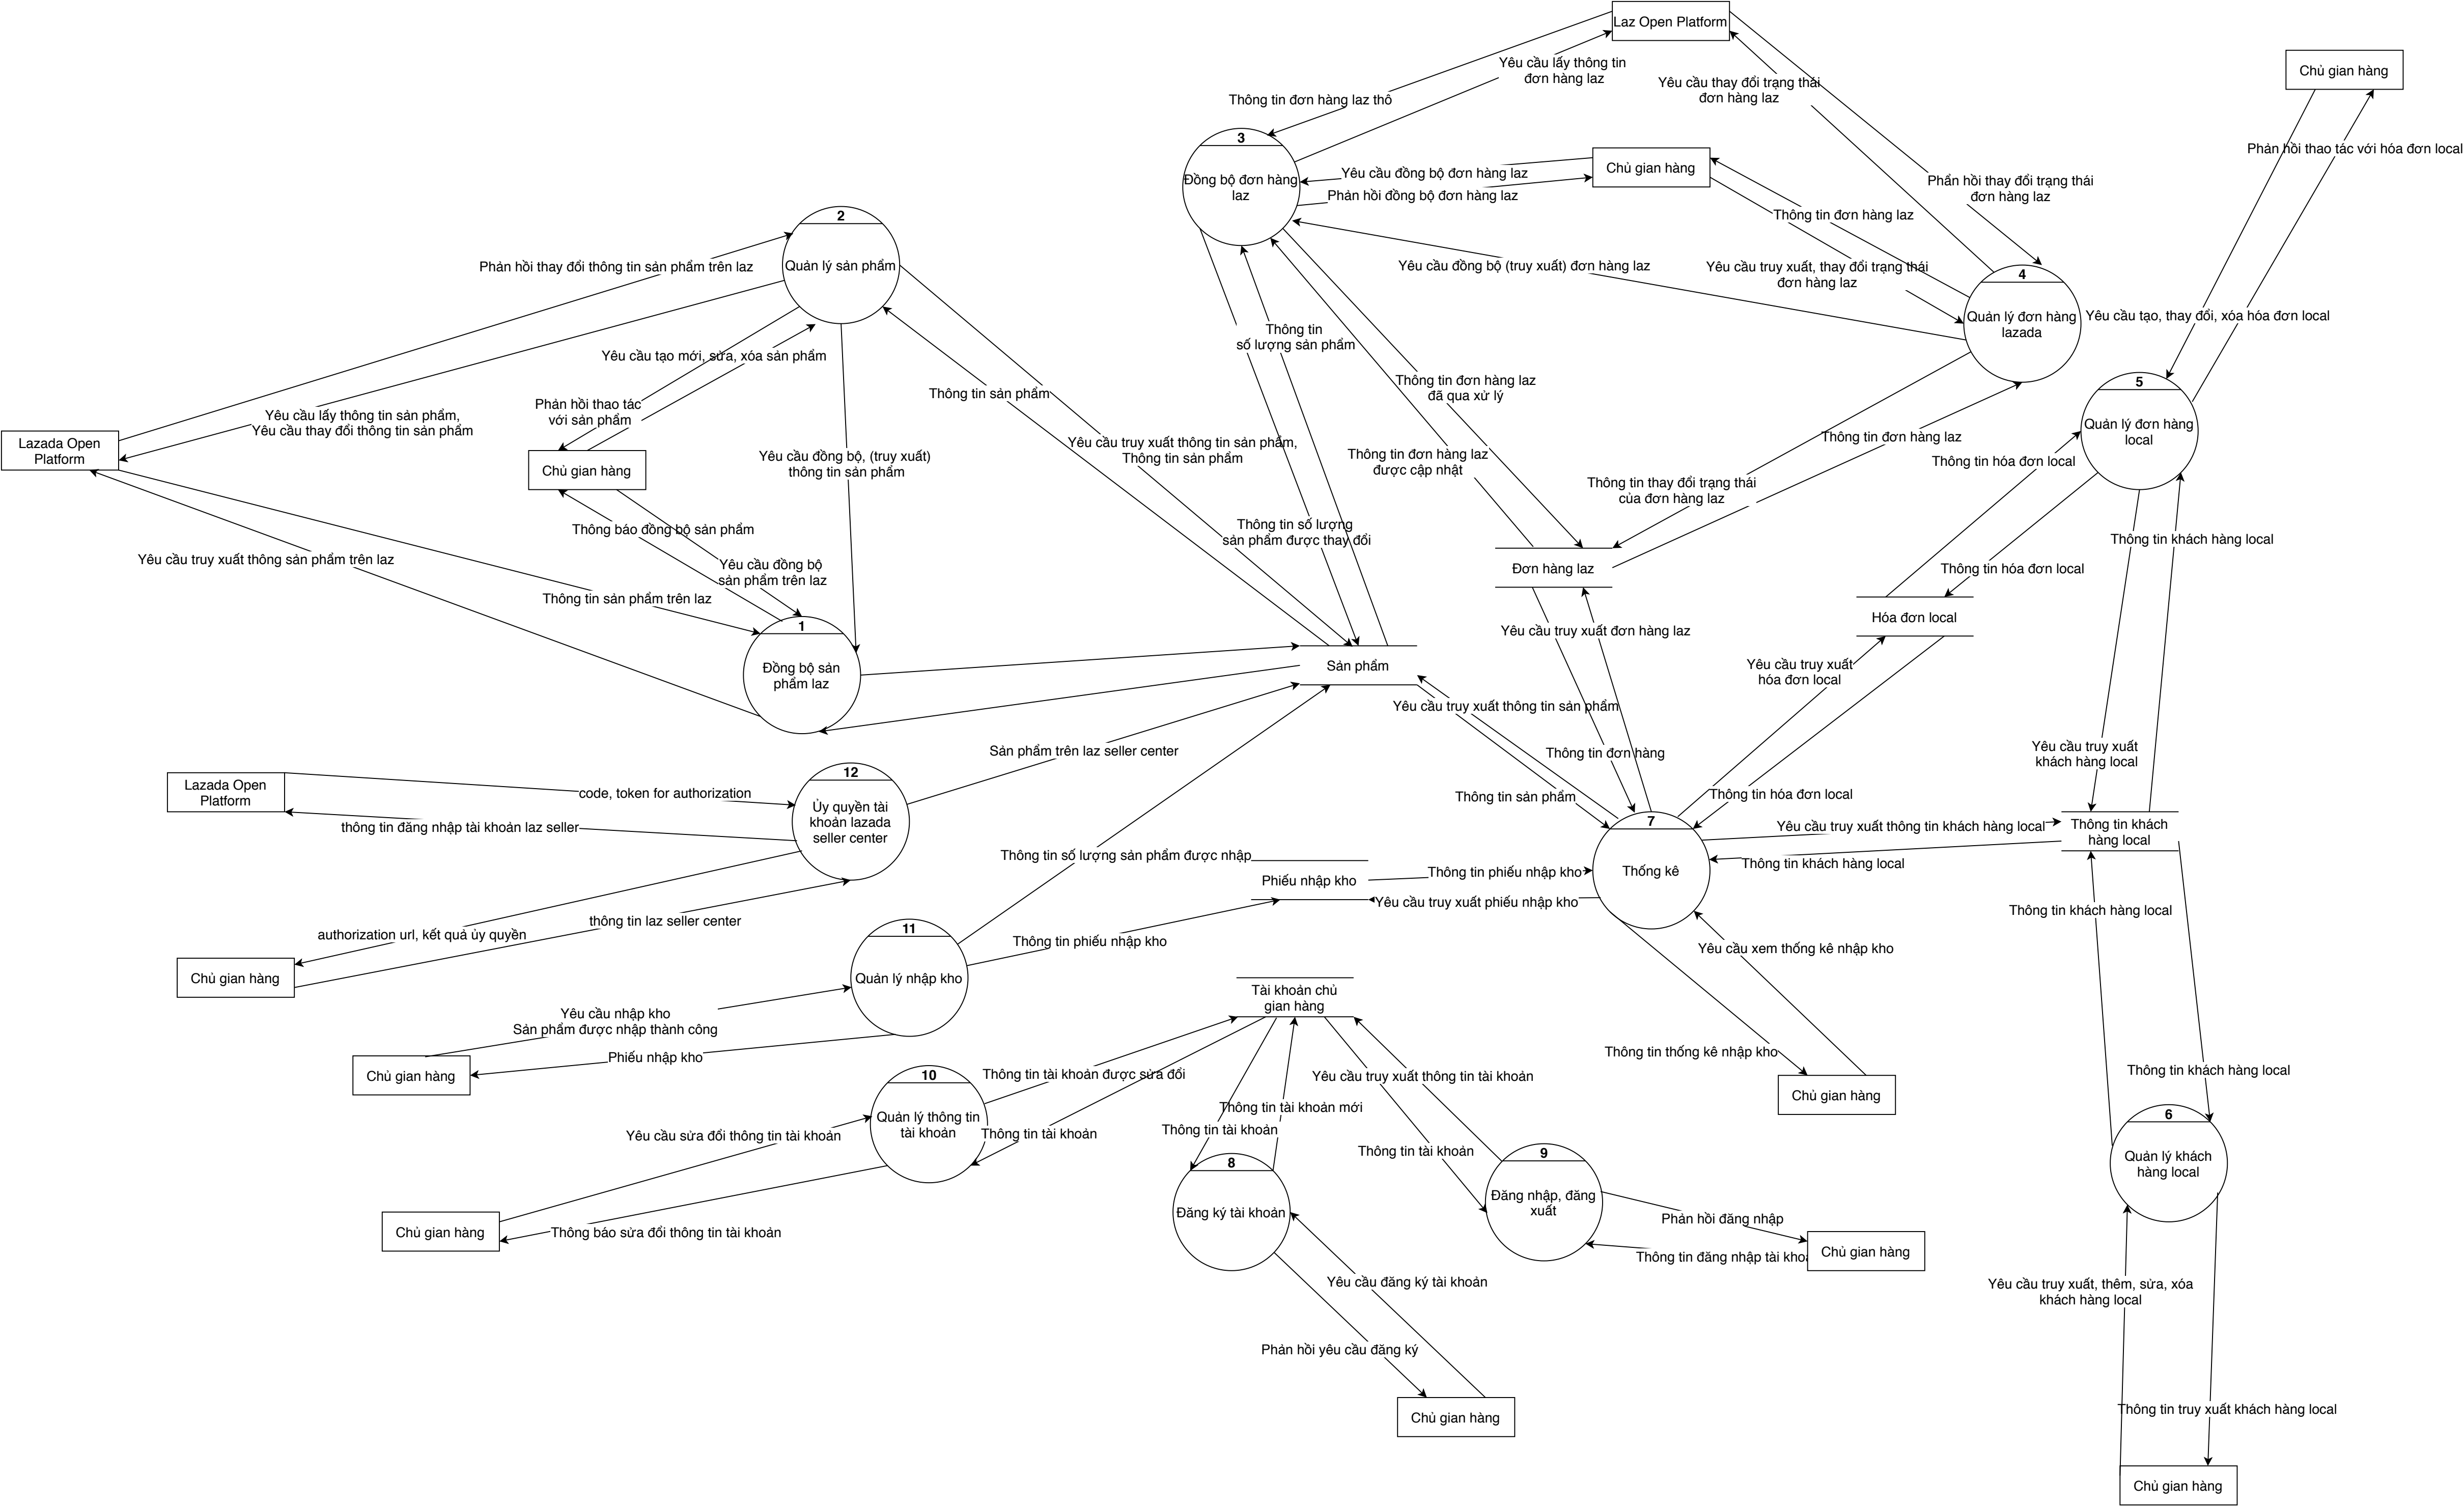 Laz Open Platform
Chủ gian hàng
Yêu cầu lấy thông tin
đơn hàng laz
Thông tin đơn hàng laz thô
Yêu cầu thay đổi trạng thái
đơn hàng laz
3
Đồng bộ đơn hàng
laz
Yêu cầu đồng bộ đơn hàng laz
Phản hồi đồng bộ đơn hàng laz
Chủ gian hàng
Phản hồi thao tác với hóa đơn local
Phẩn hồi thay đổi trạng thái
đơn hàng laz
Thông tin đơn hàng laz
2
Quản lý sản phẩm
Phản hồi thay đổi thông tin sản phẩm trên laz
Yêu cầu đồng bộ (truy xuất) đơn hàng laz
Yêu cầu truy xuất, thay đổi trạng thái
đơn hàng laz
4
Quản lý đơn hàng
lazada
Yêu cầu tạo, thay đổi, xóa hóa đơn local
Thông tin
số lượng sản phẩm
Yêu cầu tạo mới, sửa, xóa sản phẩm
Thông tin đơn hàng laz
đã qua xử lý
5
Quản lý đơn hàng
local
Thông tin sản phẩm
Phản hồi thao tác
với sản phẩm
Yêu cầu lấy thông tin sản phẩm,
Yêu cầu thay đổi thông tin sản phẩm
Lazada Open
Platform
Chủ gian hàng
Yêu cầu đồng bộ, (truy xuất)
thông tin sản phẩm
Yêu cầu truy xuất thông tin sản phẩm,
Thông tin sản phẩm
Thông tin đơn hàng laz
được cập nhật
Thông tin đơn hàng laz
Thông tin hóa đơn local
Thông tin thay đổi trạng thái
của đơn hàng laz
Thông báo đồng bộ sản phẩm
Thông tin số lượng
sản phẩm được thay đổi
Thông tin khách hàng local
Yêu cầu truy xuất thông sản phẩm trên laz
Yêu cầu đồng bộ
sản phẩm trên laz
Đơn hàng laz
Thông tin hóa đơn local
Thông tin sản phẩm trên laz
1
Đồng bộ sản
phẩm laz
Hóa đơn local
Yêu cầu truy xuất đơn hàng laz
Sản phẩm
Yêu cầu truy xuất
hóa đơn local
Yêu cầu truy xuất thông tin sản phẩm
Sản phẩm trên laz seller center
Thông tin đơn hàng
Yêu cầu truy xuất
khách hàng local
Lazada Open
Platform
code, token for authorization
12
Ủy quyền tài
khoản lazada
seller center
Thông tin sản phẩm
Thông tin hóa đơn local
thông tin đăng nhập tài khoản laz seller
7
Thống kê
Yêu cầu truy xuất thông tin khách hàng local
Thông tin khách
hàng local
Thông tin số lượng sản phẩm được nhập
Thông tin khách hàng local
Phiếu nhập kho
Thông tin phiếu nhập kho
Yêu cầu truy xuất phiếu nhập kho
Thông tin khách hàng local
authorization url, kết quả ủy quyền
thông tin laz seller center
11
Quản lý nhập kho
Thông tin phiếu nhập kho
Yêu cầu xem thống kê nhập kho
Chủ gian hàng
Tài khoản chủ
gian hàng
Yêu cầu nhập kho
Sản phẩm được nhập thành công
Phiếu nhập kho
Chủ gian hàng
10
Quản lý thông tin
tài khoản
Thông tin tài khoản được sửa đổi
Yêu cầu truy xuất thông tin tài khoản
Thông tin thống kê nhập kho
Chủ gian hàng
Thông tin khách hàng local
Thông tin tài khoản mới
Yêu cầu sửa đổi thông tin tài khoản
Thông tin tài khoản
Thông tin tài khoản
Thông tin tài khoản
6
Quản lý khách
hàng local
8
Đăng ký tài khoản
9
Đăng nhập, đăng
xuất
Chủ gian hàng
Thông báo sửa đổi thông tin tài khoản
Phản hồi đăng nhập
Thông tin đăng nhập tài khoả
Chủ gian hàng
Yêu cầu đăng ký tài khoản
Yêu cầu truy xuất, thêm, sửa, xóa
khách hàng local
Phản hồi yêu cầu đăng ký
Chủ gian hàng
Thông tin truy xuất khách hàng local
Chủ gian hàng